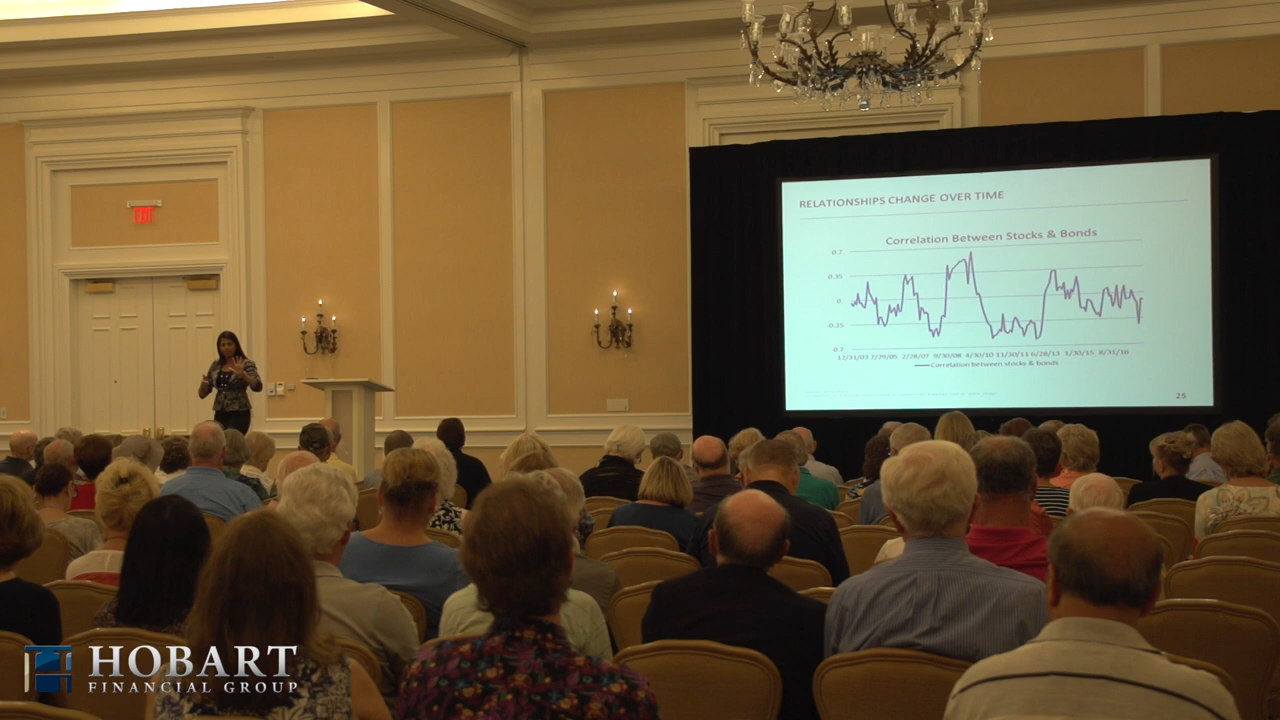 EXIT
RELATIONSHIPS CHANGE OVER TIME
Correlation Between Stocks & Bonds
0.7
0.35
0.
-0.35
-0.7
12/31/03 7/29/05 2/28/07 9/30/08 4/30/10 11/30/11 6/28/13 1/30/15 8/31/16
Correlation between stocks & bonds
25
HOBART
FINANCIAL GROUP